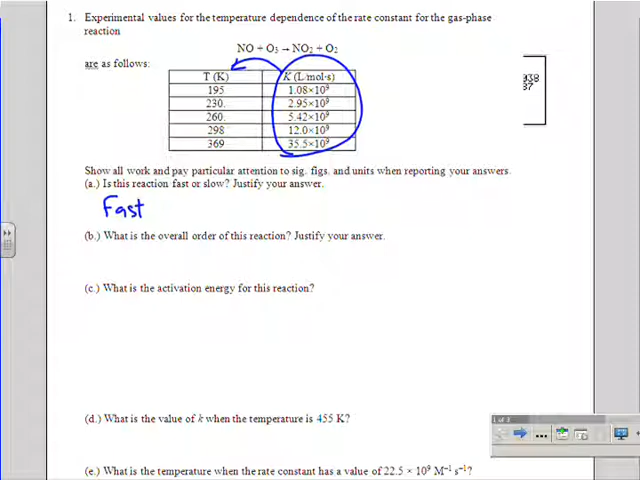 1. Experimental values for the temperature dependence of the rate constant for the gas-phase
reaction
NO + O₃ → NO₂ + O₂
are as follows:
T (K) K (L/mol·s)
195 1.08×10⁹
230. 2.95×10⁹
260. 5.42×10⁹
298 12.0×10⁹
369 35.5×10⁹
938
37
Show all work and pay particular attention to sig. figs. and units when reporting your answers.
(a.) Is this reaction fast or slow? Justify your answer.
Fast
(b.) What is the overall order of this reaction? Justify your answer.
(c.) What is the activation energy for this reaction?
(d.) What is the value of k when the temperature is 455 K?
1 of 3
(e.) What is the temperature when the rate constant has a value of 22.5 × 10⁹ M⁻¹ s⁻¹?